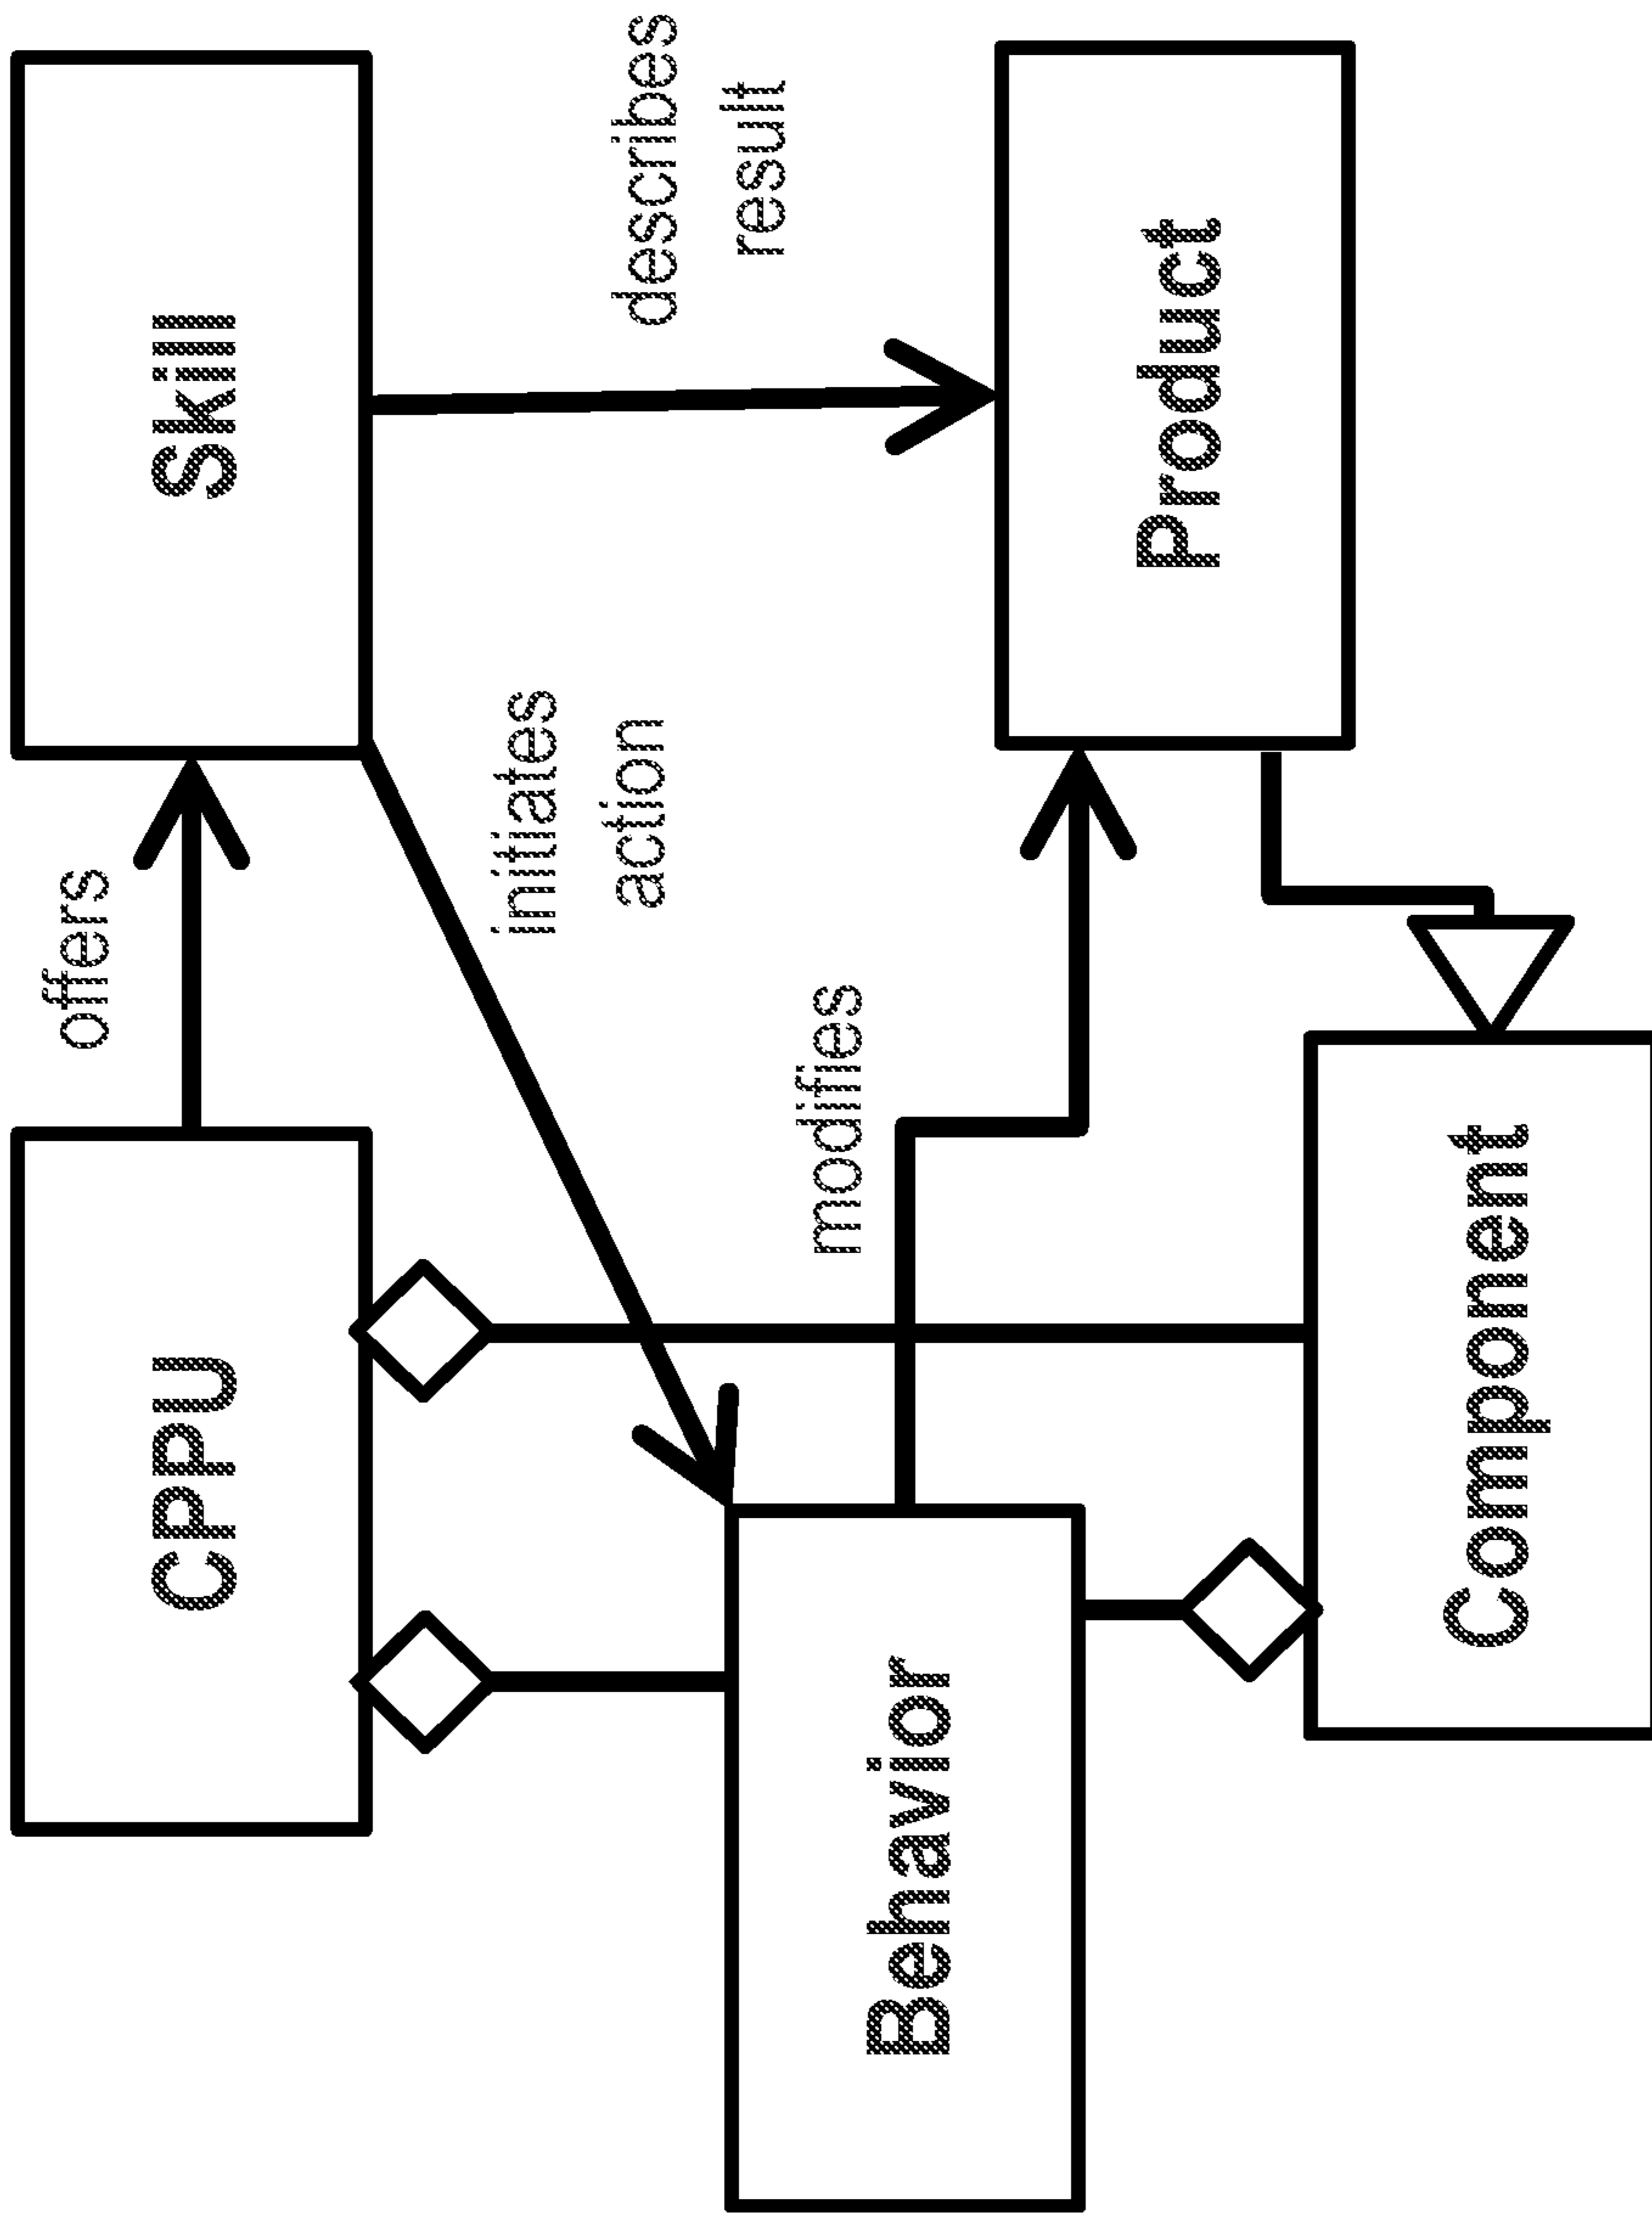 CPPU
offers
Skill
initiates
action
describes
result
modifies
Behavior
Product
Component